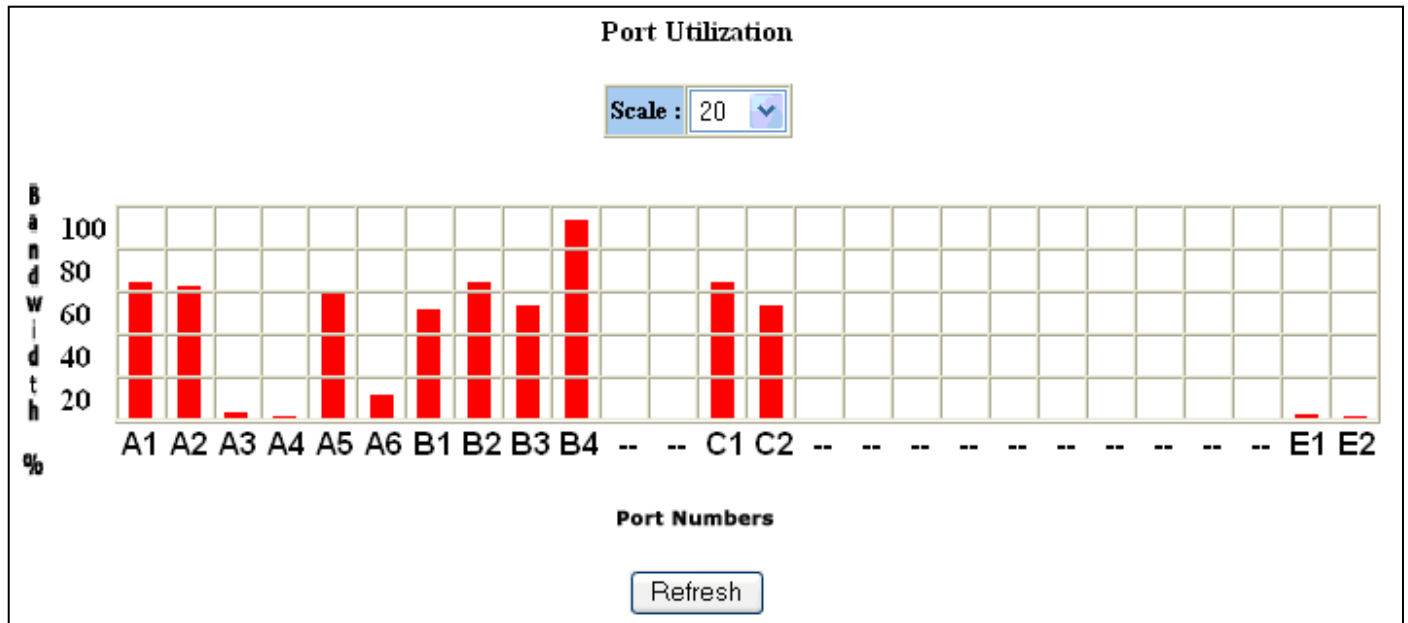 Port Utilization
Scale : 20
Bandwidth %
100
80
60
40
20
A1 A2 A3 A4 A5 A6 B1 B2 B3 B4 -- -- C1 C2 -- -- -- -- -- -- -- -- -- -- E1 E2
Port Numbers
Refresh